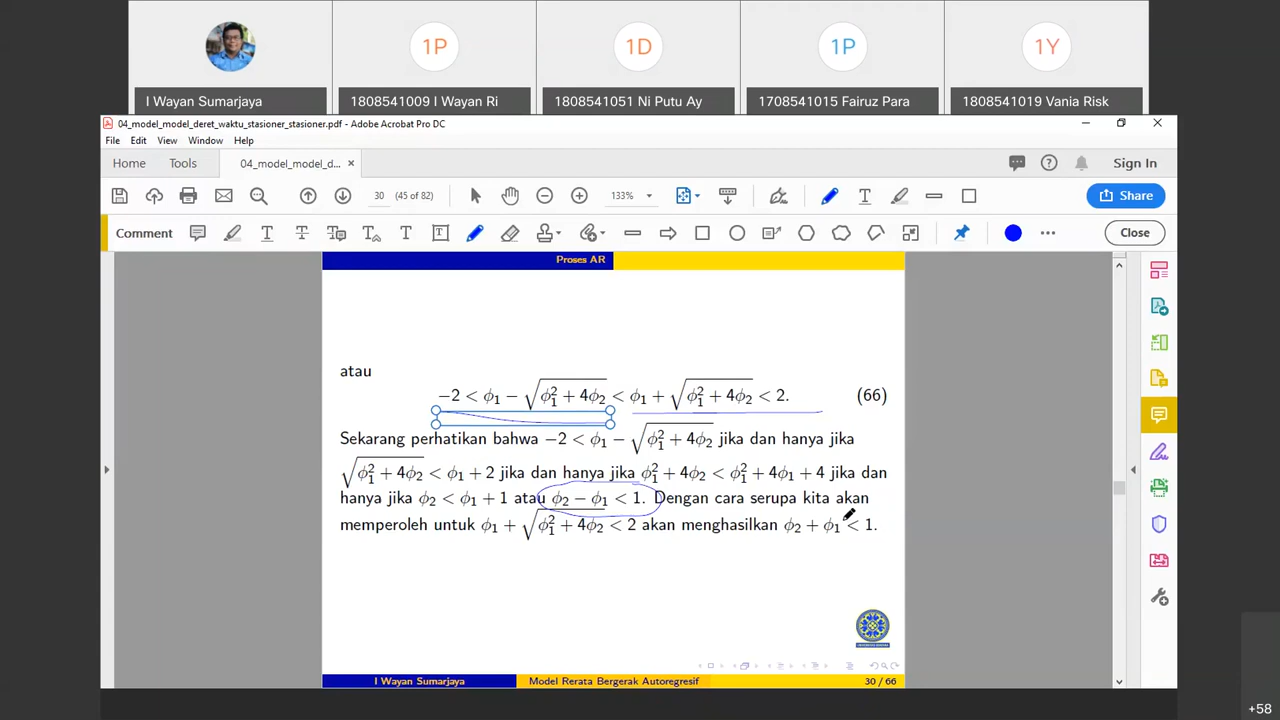 1P
1D
1P
1Y
I Wayan Sumarjaya
1808541009 I Wayan Ri
1808541051 Ni Putu Ay
1708541015 Fairuz Para
1808541019 Vania Risk
04_model_model_deret_waktu_stasioner_stasioner.pdf - Adobe Acrobat Pro DC
File Edit View Window Help
Home Tools 04_model_model_d... × Sign In
30 (45 of 82) 133% Share
Comment Close
Proses AR
atau
−2 < ϕ₁ − √(ϕ₁² + 4ϕ₂) < ϕ₁ + √(ϕ₁² + 4ϕ₂) < 2. (66)
Sekarang perhatikan bahwa −2 < ϕ₁ − √(ϕ₁² + 4ϕ₂) jika dan hanya jika
√(ϕ₁² + 4ϕ₂) < ϕ₁ + 2 jika dan hanya jika ϕ₁² + 4ϕ₂ < ϕ₁² + 4ϕ₁ + 4 jika dan
hanya jika ϕ₂ < ϕ₁ + 1 atau ϕ₂ − ϕ₁ < 1. Dengan cara serupa kita akan
memperoleh untuk ϕ₁ + √(ϕ₁² + 4ϕ₂) < 2 akan menghasilkan ϕ₂ + ϕ₁ < 1.
I Wayan Sumarjaya Model Rerata Bergerak Autoregresif 30 / 66
+58